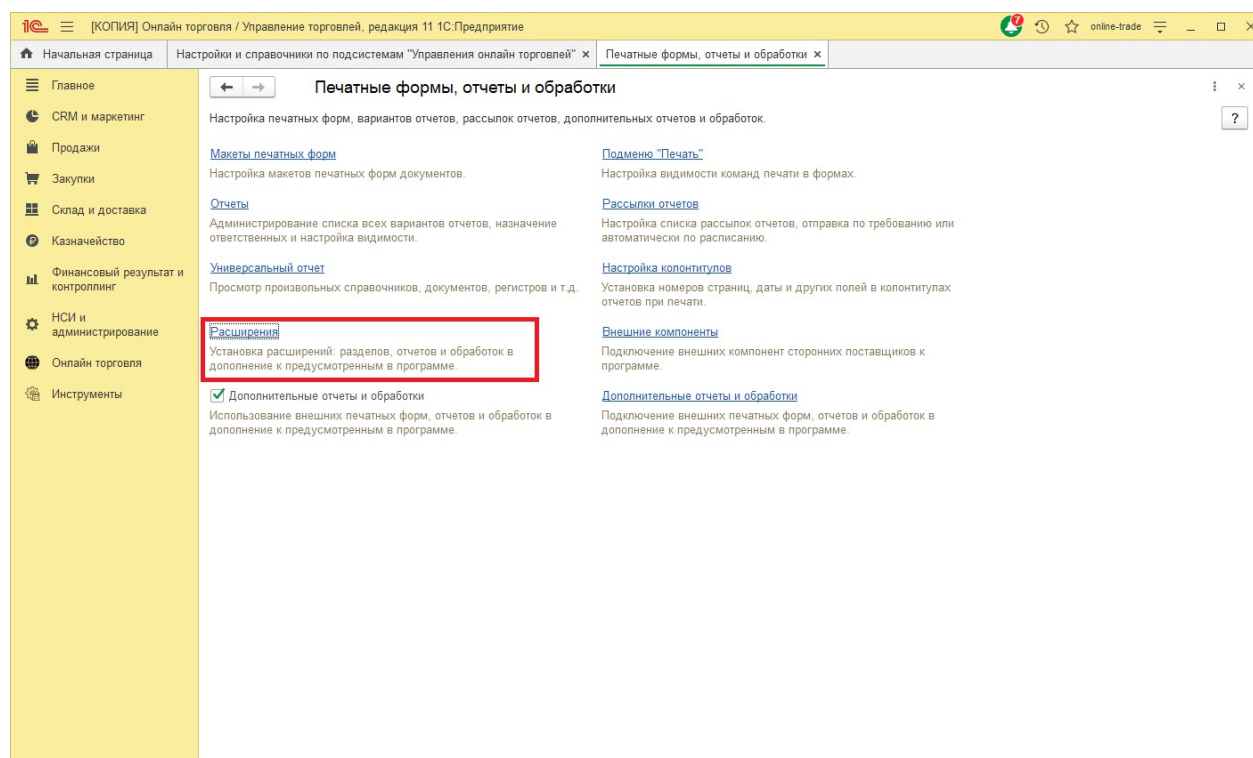 1С [КОПИЯ] Онлайн торговля / Управление торговлей, редакция 11 1С:Предприятие 7 online-trade
Начальная страница Настройки и справочники по подсистемам "Управления онлайн торговлей" × Печатные формы, отчеты и обработки ×
Главное
CRM и маркетинг
Продажи
Закупки
Склад и доставка
Казначейство
Финансовый результат и
контроллинг
НСИ и
администрирование
Онлайн торговля
Инструменты
Печатные формы, отчеты и обработки
Настройка печатных форм, вариантов отчетов, рассылок отчетов, дополнительных отчетов и обработок.
?
Макеты печатных форм
Настройка макетов печатных форм документов.
Отчеты
Администрирование списка всех вариантов отчетов, назначение
ответственных и настройка видимости.
Универсальный отчет
Просмотр произвольных справочников, документов, регистров и т.д.
Расширения
Установка расширений: разделов, отчетов и обработок в
дополнение к предусмотренным в программе.
Дополнительные отчеты и обработки
Использование внешних печатных форм, отчетов и обработок в
дополнение к предусмотренным в программе.
Подменю "Печать"
Настройка видимости команд печати в формах.
Рассылки отчетов
Настройка списка рассылок отчетов, отправка по требованию или
автоматически по расписанию.
Настройка колонтитулов
Установка номеров страниц, даты и других полей в колонтитулах
отчетов при печати.
Внешние компоненты
Подключение внешних компонент сторонних поставщиков к
программе.
Дополнительные отчеты и обработки
Подключение внешних печатных форм, отчетов и обработок в
дополнение к предусмотренным в программе.